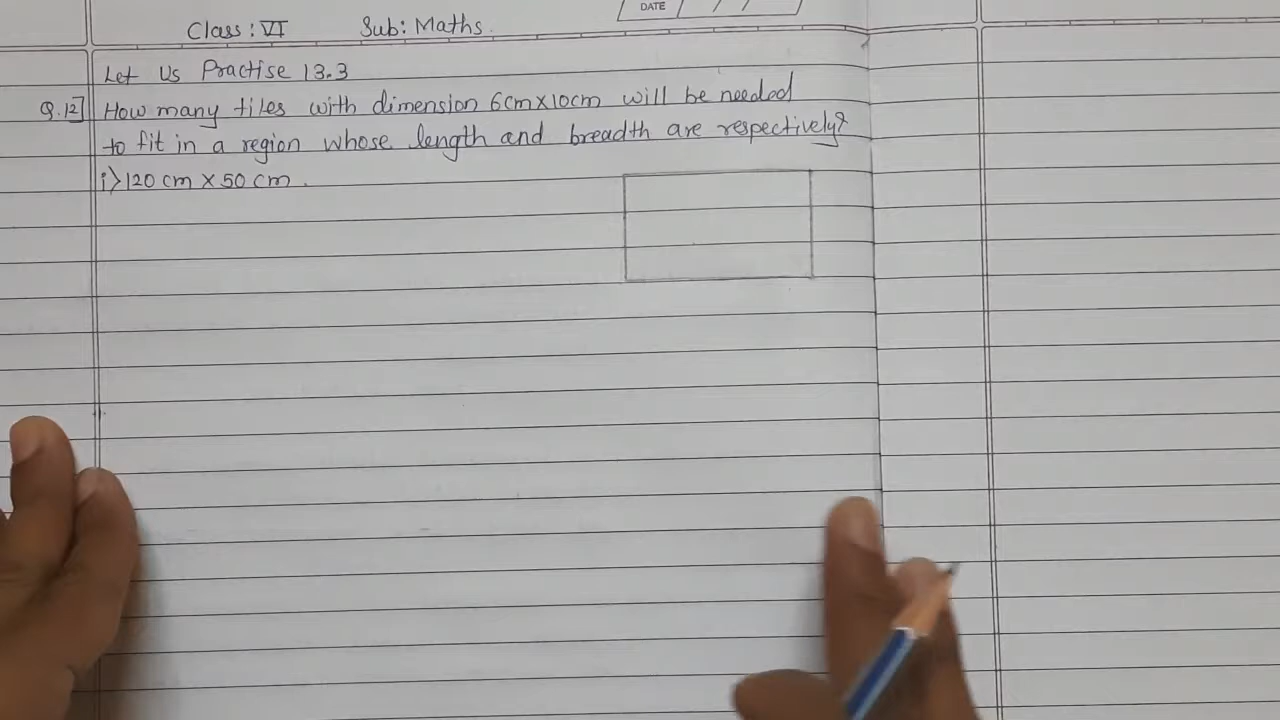 DATE
Class : VI Sub: Maths.
Let Us Practise 13.3
Q.12] How many tiles with dimension 6cm×10cm will be needed
to fit in a region whose length and breadth are respectively?
i> 120 cm × 50 cm.